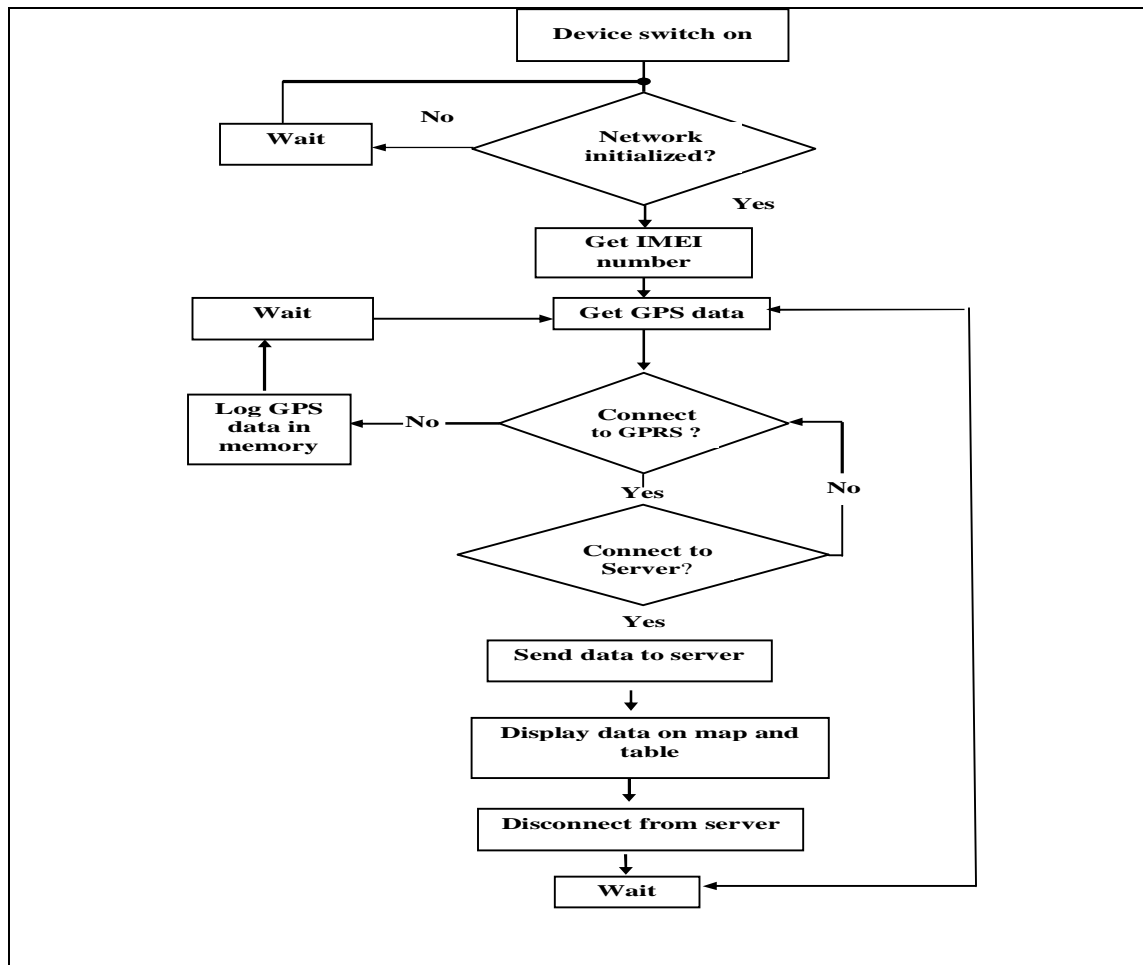 Device switch on
No
Wait
Network
initialized?
Yes
Get IMEI
number
Wait
Get GPS data
Log GPS
data in
memory
No
Connect
to GPRS ?
Yes
No
Connect to
Server?
Yes
Send data to server
Display data on map and
table
Disconnect from server
Wait